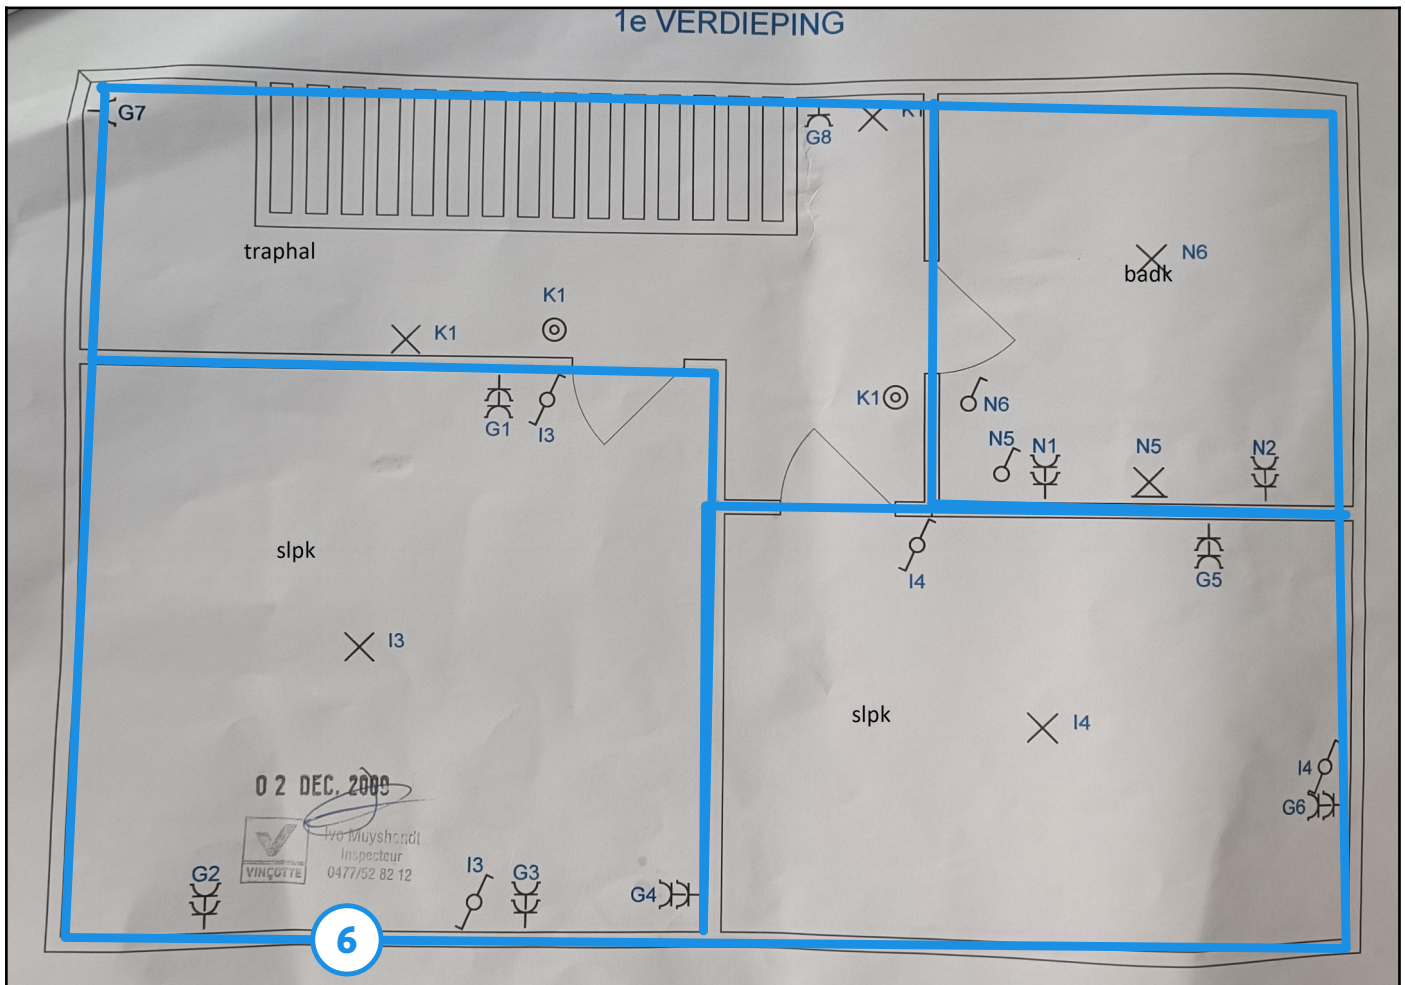 1e VERDIEPING
G7
G8
K1
traphal
N6
badk
K1
K1
K1
N6
G1
I3
N5
N1
N5
N2
slpk
I4
G5
I3
slpk
I4
I4
G6
0 2 DEC. 2009
Ivo Muyshondt
Inspecteur
0477/52 82 12
VINÇOTTE
G2
I3
G3
G4
6